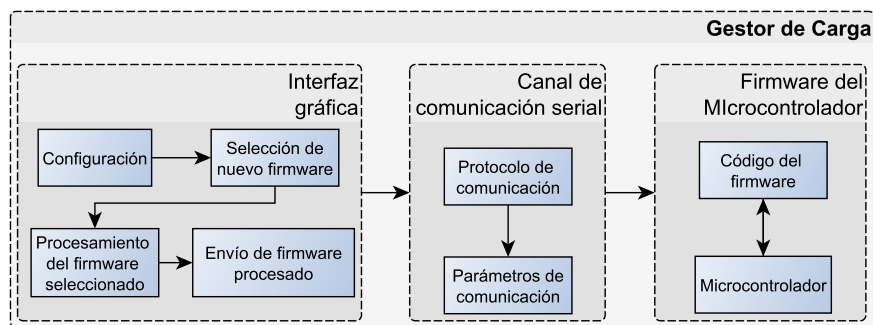 Gestor de Carga
Interfaz
gráfica
Configuración
Selección de
nuevo firmware
Procesamiento
del firmware
seleccionado
Envío de firmware
procesado
Canal de
comunicación serial
Protocolo de
comunicación
Parámetros de
comunicación
Firmware del
MIcrocontrolador
Código del
firmware
Microcontrolador